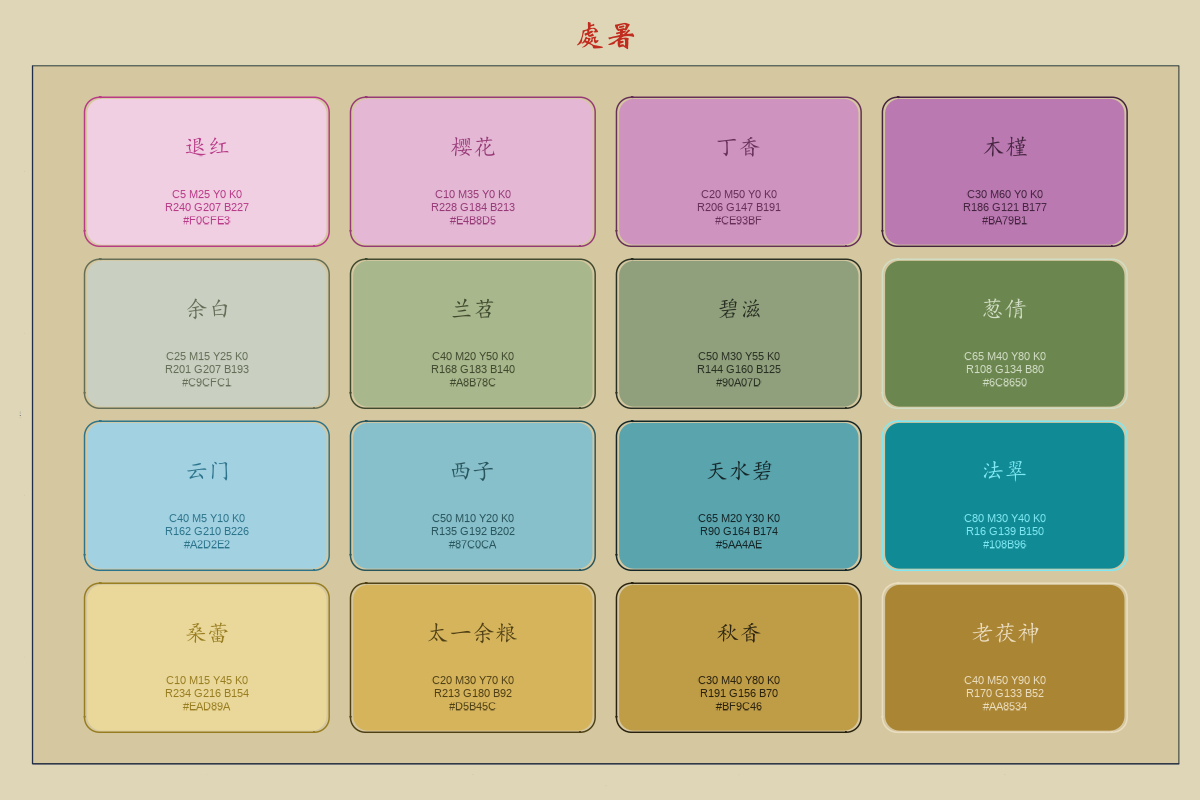 處暑
退红
C5 M25 Y0 K0
R240 G207 B227
#F0CFE3
樱花
C10 M35 Y0 K0
R228 G184 B213
#E4B8D5
丁香
C20 M50 Y0 K0
R206 G147 B191
#CE93BF
木槿
C30 M60 Y0 K0
R186 G121 B177
#BA79B1
余白
C25 M15 Y25 K0
R201 G207 B193
#C9CFC1
兰苕
C40 M20 Y50 K0
R168 G183 B140
#A8B78C
碧滋
C50 M30 Y55 K0
R144 G160 B125
#90A07D
葱倩
C65 M40 Y80 K0
R108 G134 B80
#6C8650
云门
C40 M5 Y10 K0
R162 G210 B226
#A2D2E2
西子
C50 M10 Y20 K0
R135 G192 B202
#87C0CA
天水碧
C65 M20 Y30 K0
R90 G164 B174
#5AA4AE
法翠
C80 M30 Y40 K0
R16 G139 B150
#108B96
桑蕾
C10 M15 Y45 K0
R234 G216 B154
#EAD89A
太一余粮
C20 M30 Y70 K0
R213 G180 B92
#D5B45C
秋香
C30 M40 Y80 K0
R191 G156 B70
#BF9C46
老茯神
C40 M50 Y90 K0
R170 G133 B52
#AA8534